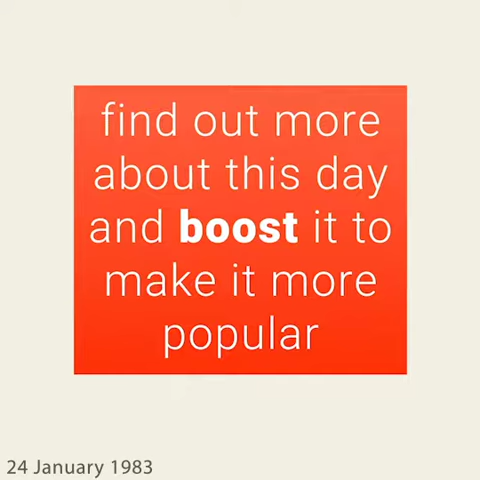 find out more
about this day
and boost it to
make it more
popular
24 January 1983